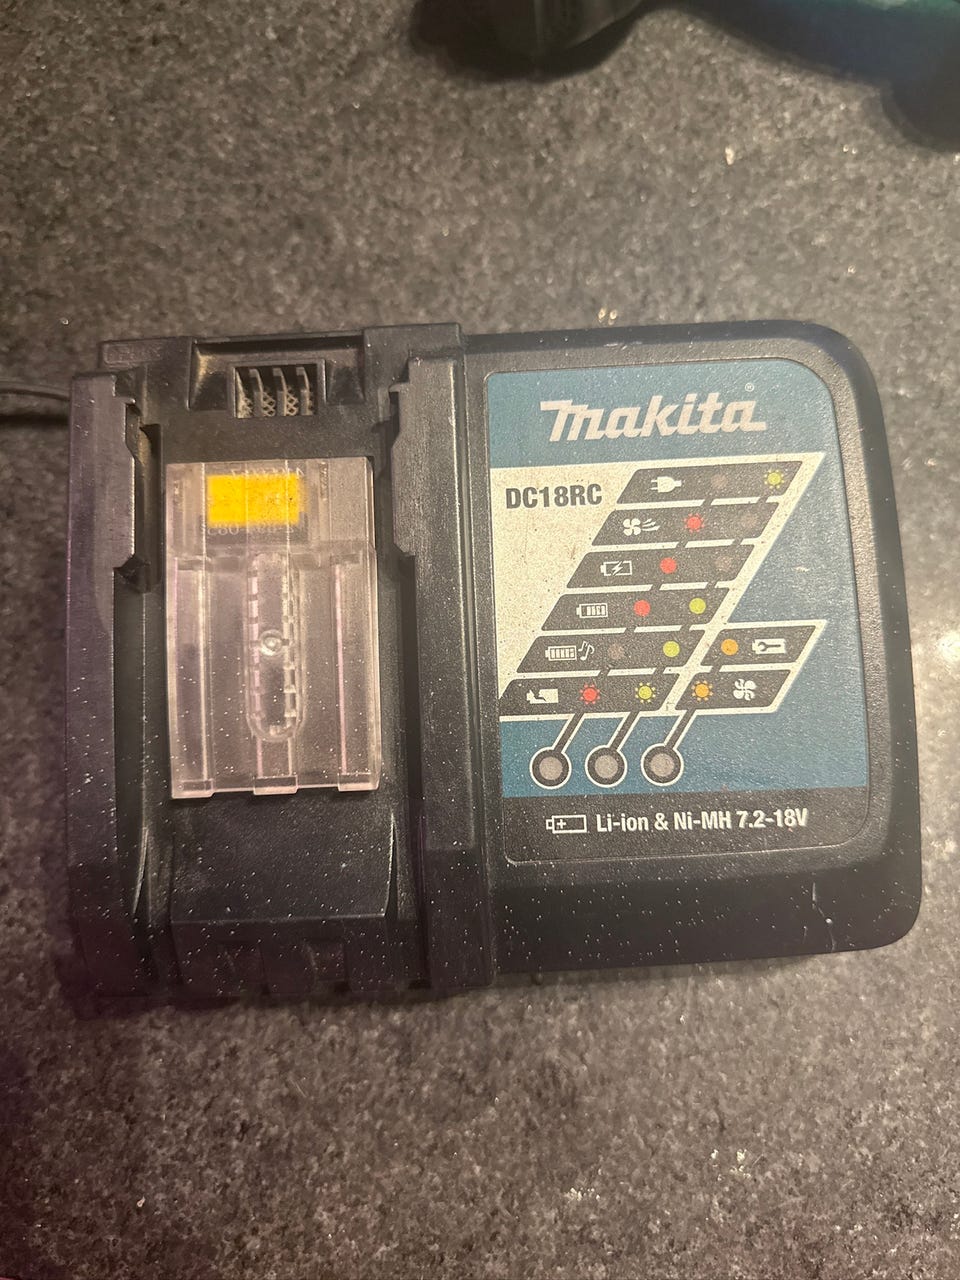 makita®
DC18RC
Li-ion & Ni-MH 7.2-18V